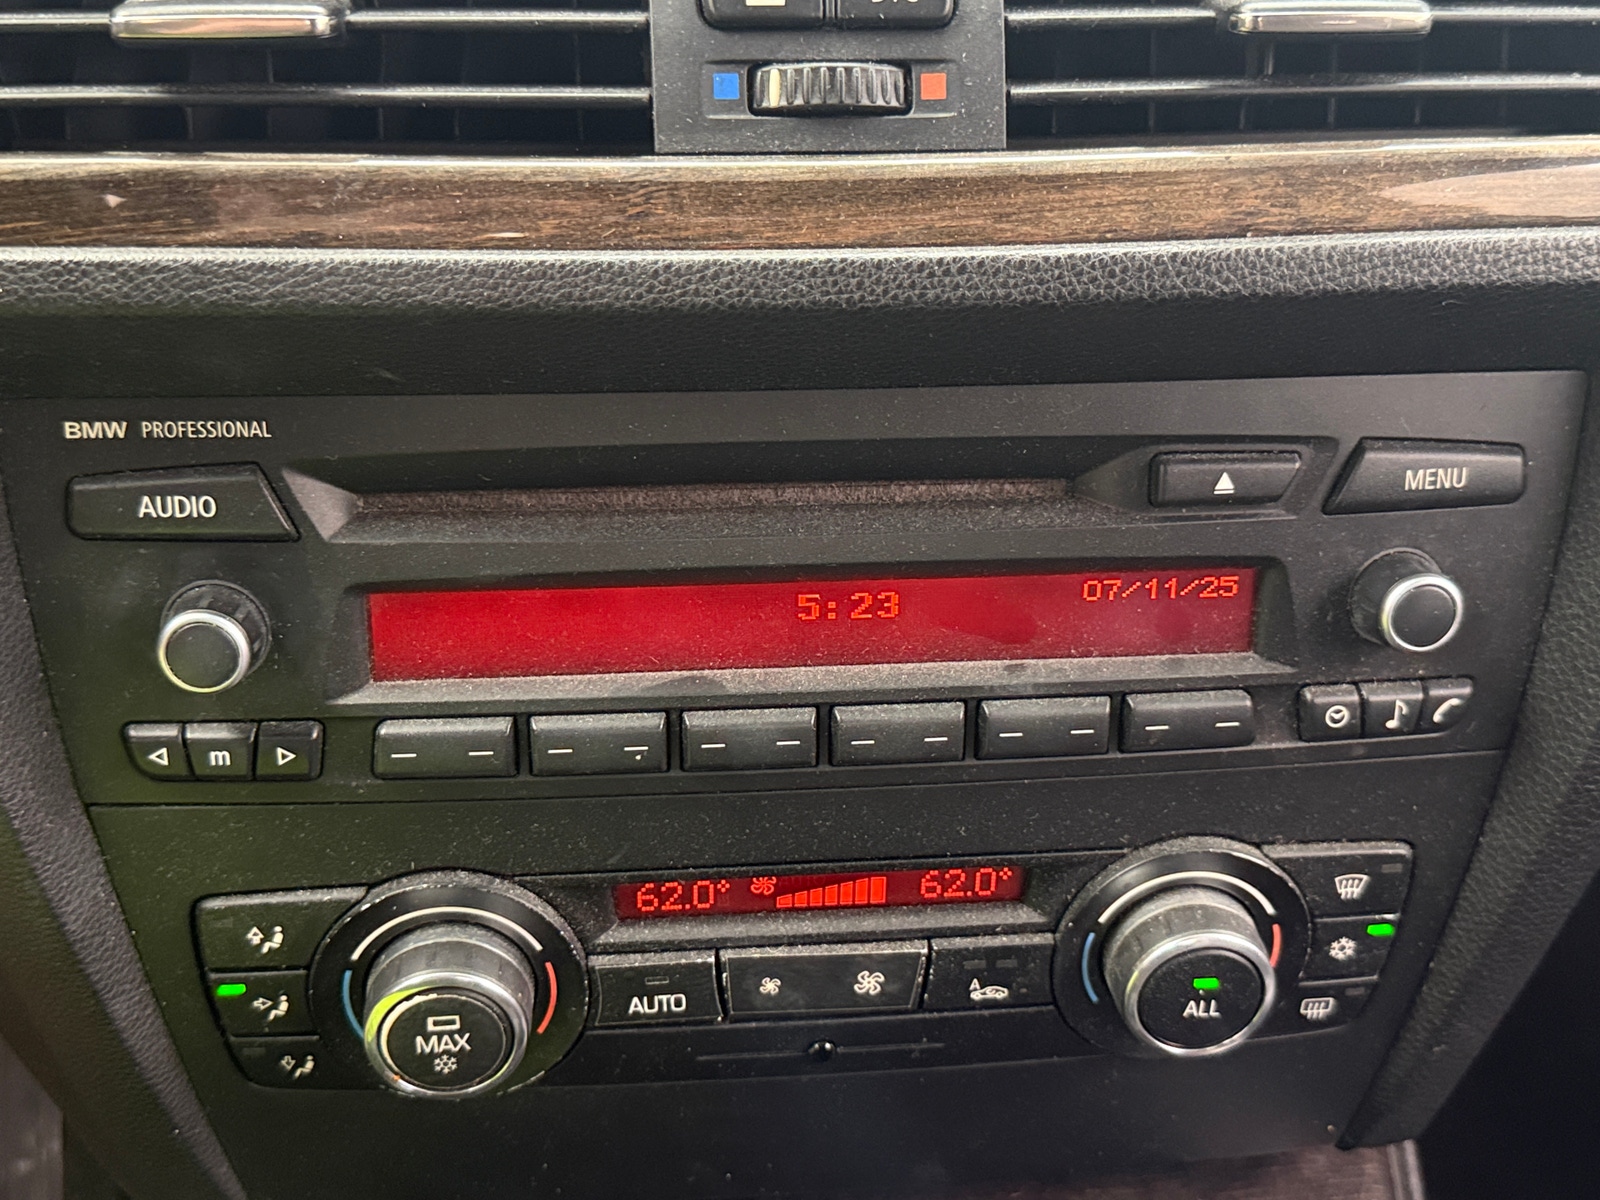 BMW PROFESSIONAL
AUDIO
MENU
5:23
07/11/25
m
62.0°
62.0°
AUTO
A
MAX
ALL